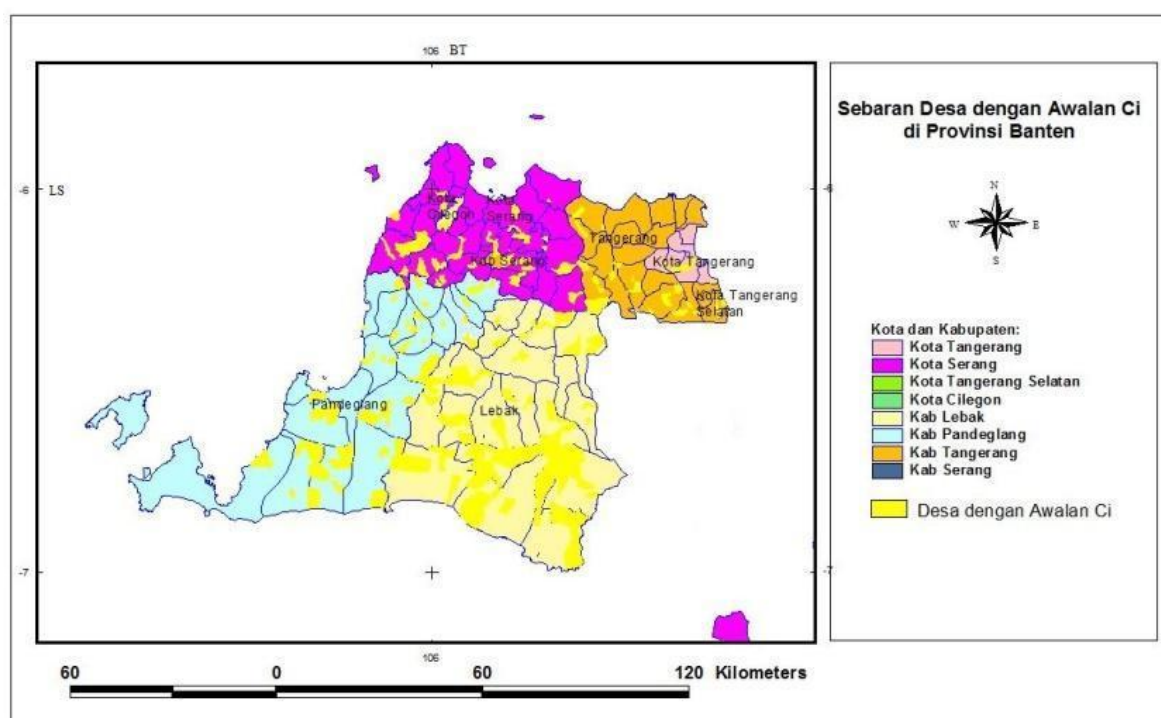 106 BT
-6 LS
-6
Kota
Cilegon
Kota
Serang
Kab Serang
Tangerang
Kota Tangerang
Kota Tangerang
Selatan
Pandeglang
Lebak
-7
-7
106
60 0 60 120 Kilometers
Sebaran Desa dengan Awalan Ci
di Provinsi Banten
N
W E
S
Kota dan Kabupaten:
Kota Tangerang
Kota Serang
Kota Tangerang Selatan
Kota Cilegon
Kab Lebak
Kab Pandeglang
Kab Tangerang
Kab Serang
Desa dengan Awalan Ci